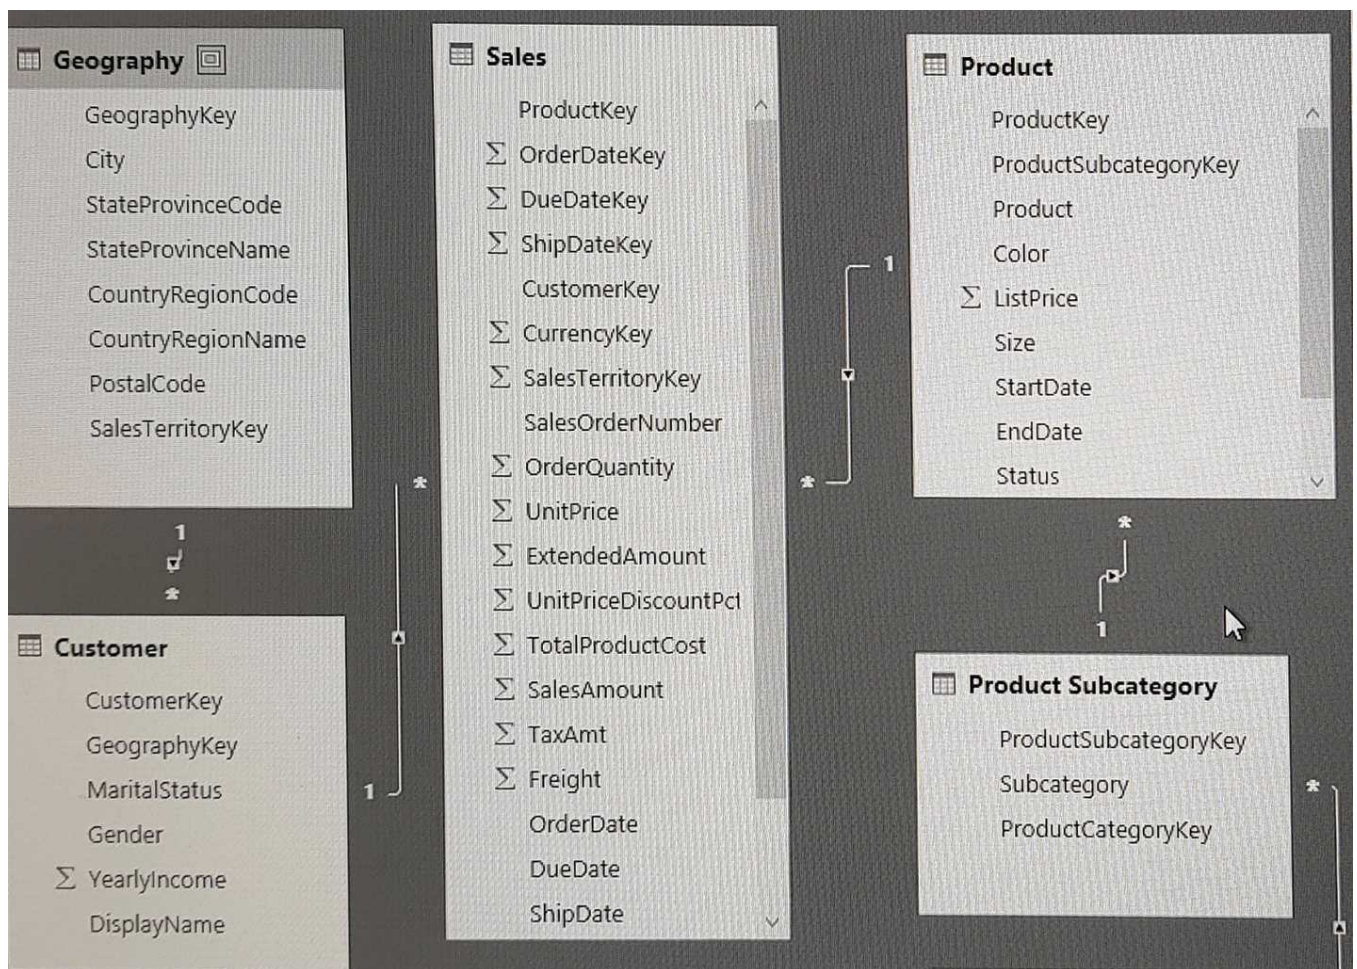 Geography
GeographyKey
City
StateProvinceCode
StateProvinceName
CountryRegionCode
CountryRegionName
PostalCode
SalesTerritoryKey
1
*
Customer
CustomerKey
GeographyKey
MaritalStatus
Gender
Σ YearlyIncome
DisplayName
*
1
Sales
ProductKey
Σ OrderDateKey
Σ DueDateKey
Σ ShipDateKey
CustomerKey
Σ CurrencyKey
Σ SalesTerritoryKey
SalesOrderNumber
Σ OrderQuantity
Σ UnitPrice
Σ ExtendedAmount
Σ UnitPriceDiscountPct
Σ TotalProductCost
Σ SalesAmount
Σ TaxAmt
Σ Freight
OrderDate
DueDate
ShipDate
1
*
Product
ProductKey
ProductSubcategoryKey
Product
Color
Σ ListPrice
Size
StartDate
EndDate
Status
*
1
Product Subcategory
ProductSubcategoryKey
Subcategory
ProductCategoryKey
*